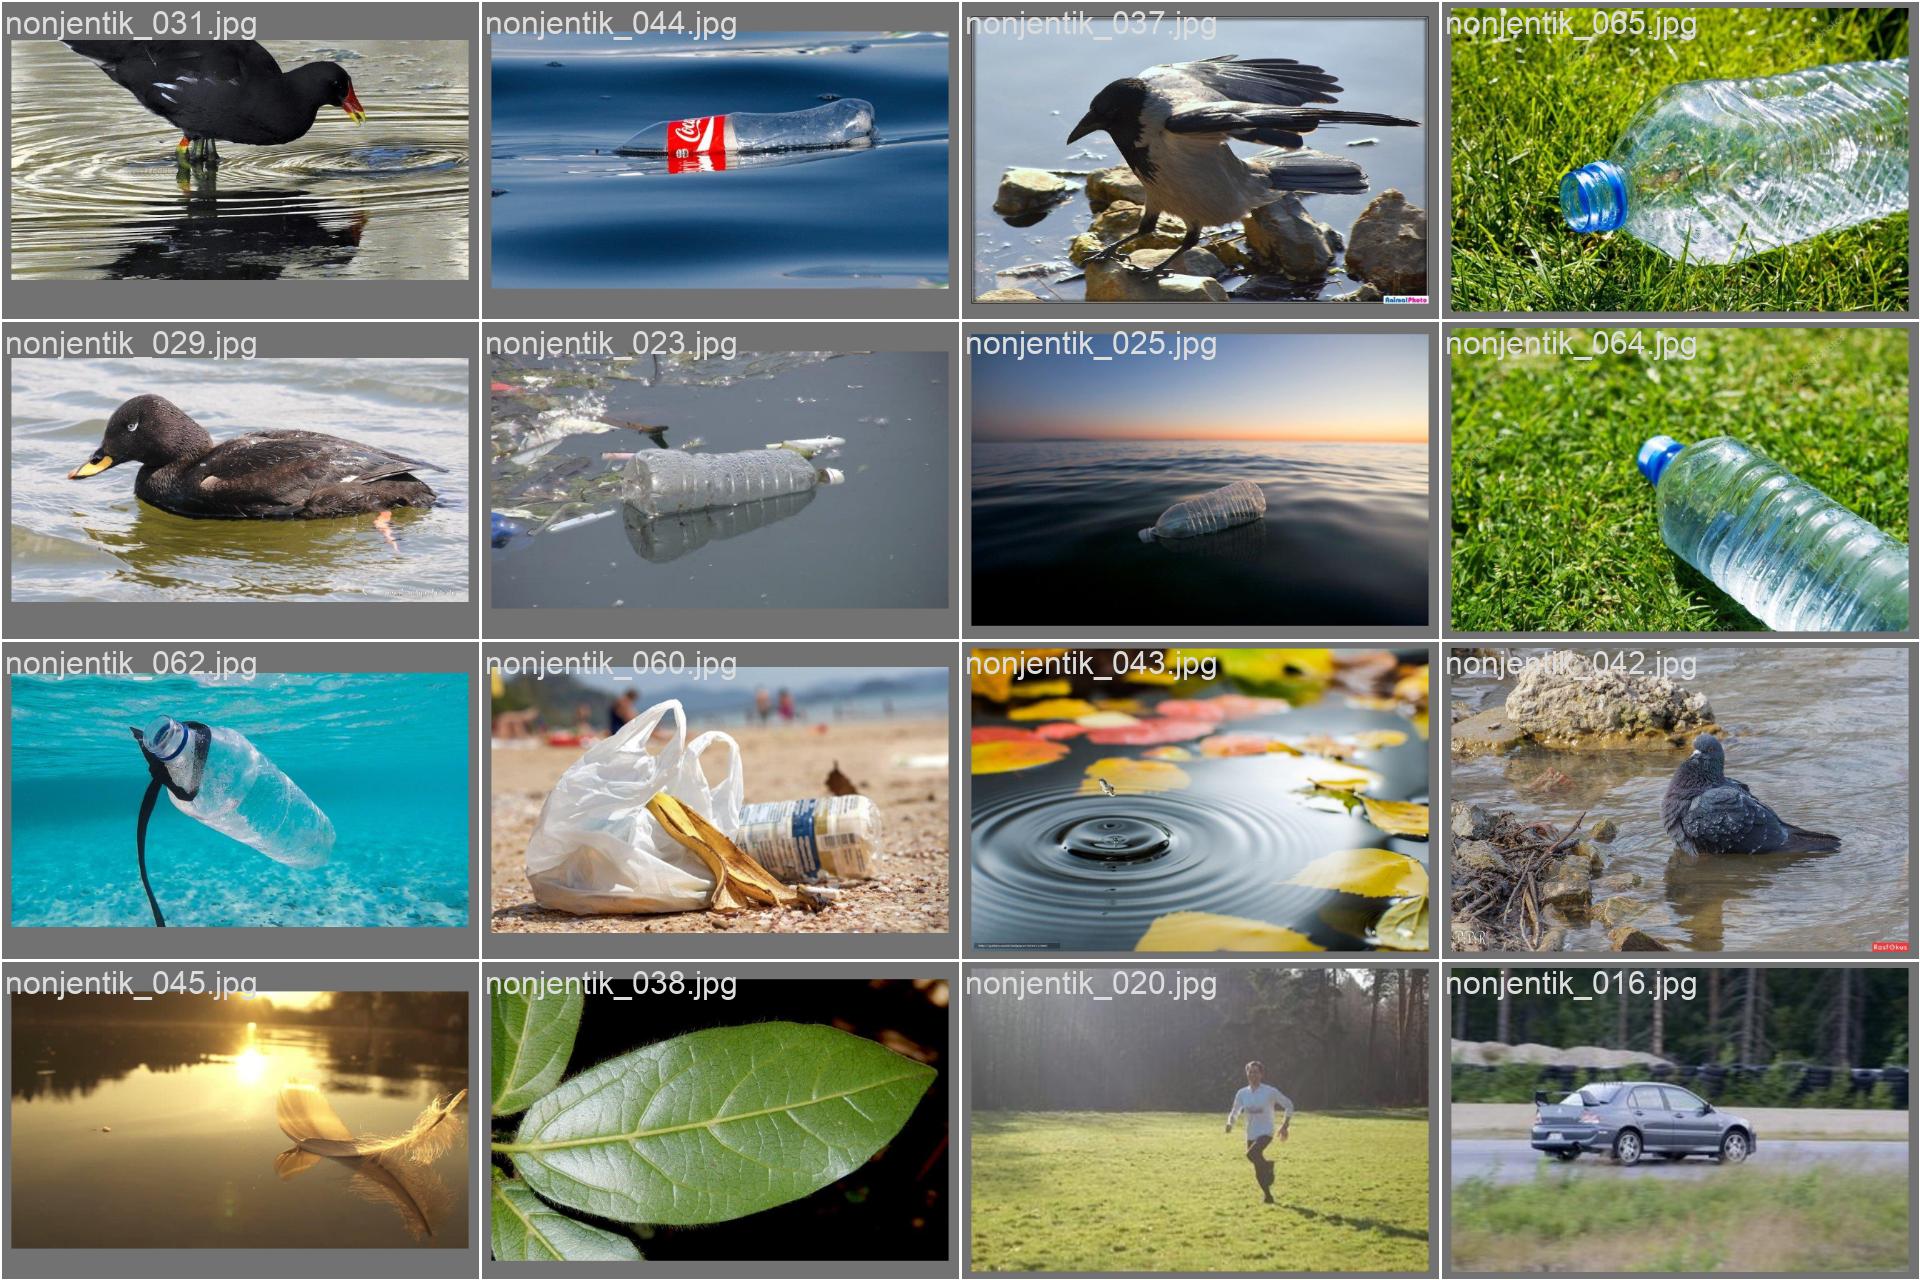 nonjentik_031.jpg
nonjentik_044.jpg
nonjentik_037.jpg
nonjentik_065.jpg
Coca
AnimalPhoto
nonjentik_029.jpg
nonjentik_023.jpg
nonjentik_025.jpg
nonjentik_064.jpg
nonjentik_062.jpg
nonjentik_060.jpg
nonjentik_043.jpg
nonjentik_042.jpg
nonjentik_045.jpg
nonjentik_038.jpg
nonjentik_020.jpg
nonjentik_016.jpg